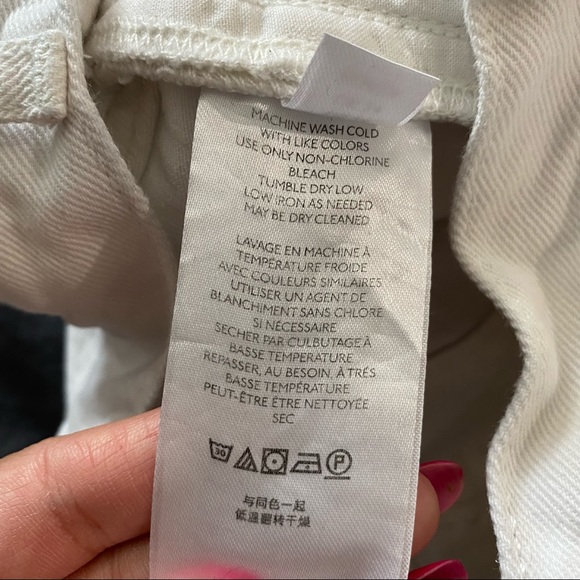 MACHINE WASH COLD
WITH LIKE COLORS
USE ONLY NON-CHLORINE
BLEACH
TUMBLE DRY LOW
LOW IRON AS NEEDED
MAY BE DRY CLEANED
LAVAGE EN MACHINE À
TEMPÉRATURE FROIDE
AVEC COULEURS SIMILAIRES
UTILISER UN AGENT DE
BLANCHIMENT SANS CHLORE
SI NÉCESSAIRE
SECHER PAR CULBUTAGE À
BASSE TEMPERATURE
REPASSER, AU BESOIN, À TRÉS
BASSE TEMPÉRATURE
PEUT-ÊTRE ÊTRE NETTOYÉE
SEC
30 P
与同色一起
低温翻转干燥